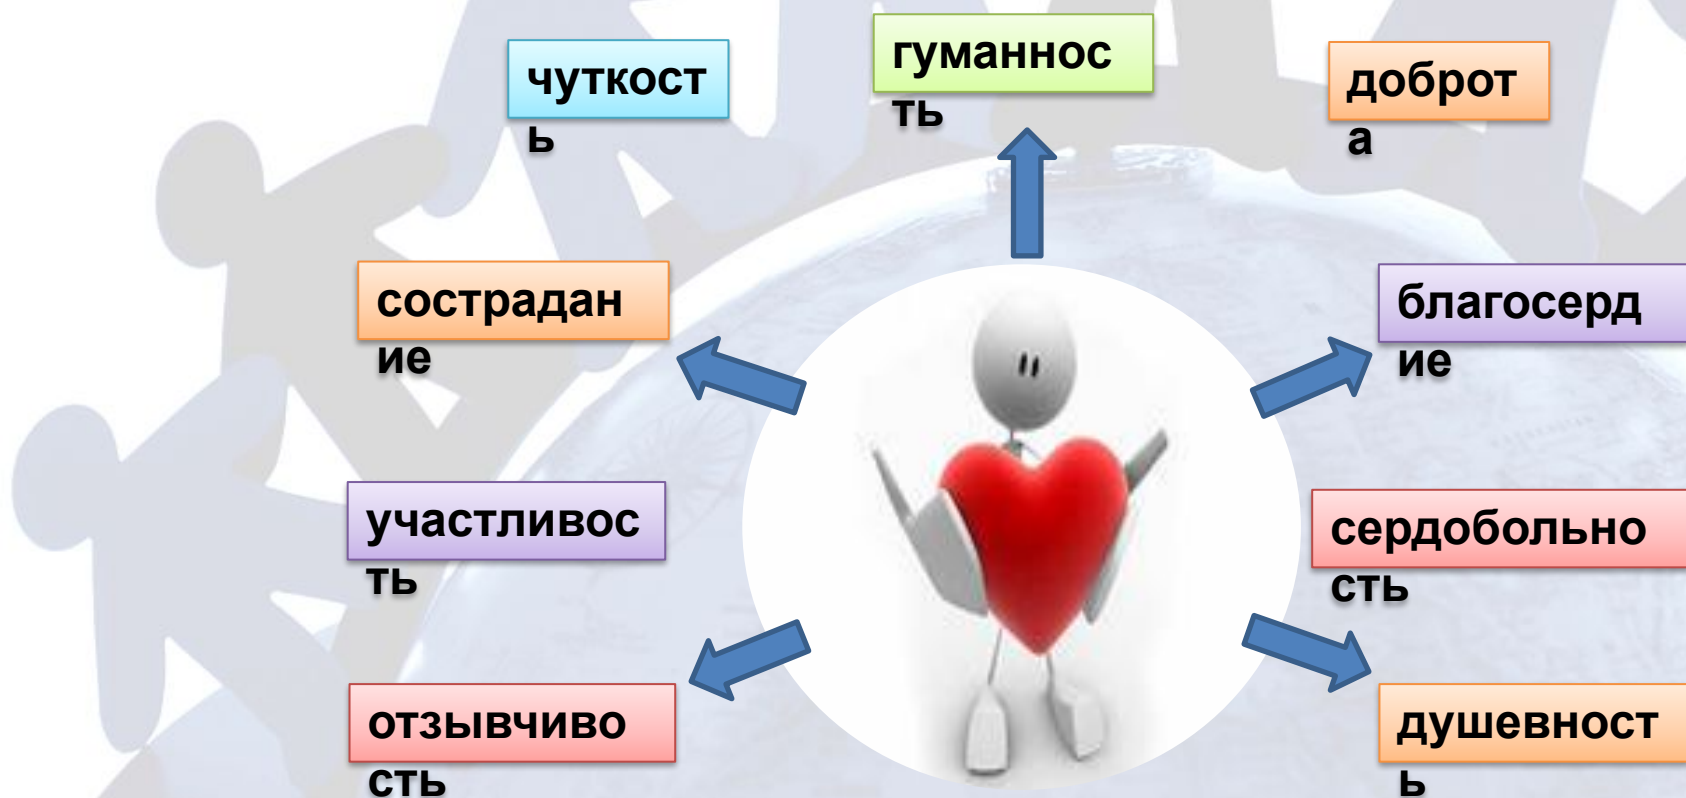 чуткост
ь
гуманнос
ть
доброт
а
сострадан
ие
благосерд
ие
участливос
ть
сердобольно
сть
отзывчиво
сть
душевност
ь